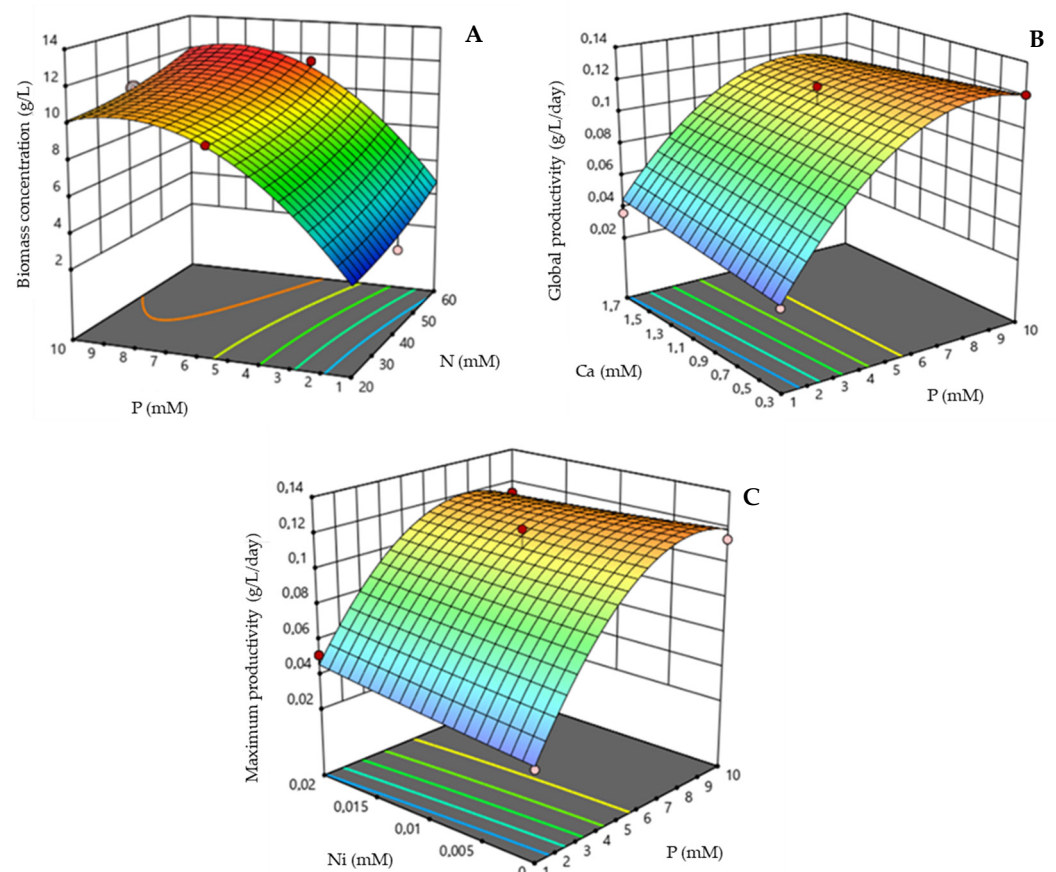 A
Biomass concentration (g/L)
14
12
10
8
6
4
2
10 9 8 7 6 5 4 3 2 1
P (mM)
20 30 40 50 60
N (mM)
B
Global productivity (g/L/day)
0,14
0,12
0,1
0,08
0,06
0,04
0,02
1,7 1,5 1,3 1,1 0,9 0,7 0,5 0,3
Ca (mM)
1 2 3 4 5 6 7 8 9 10
P (mM)
C
Maximum productivity (g/L/day)
0,14
0,12
0,1
0,08
0,06
0,04
0,02
0,02 0,015 0,01 0,005 0
Ni (mM)
1 2 3 4 5 6 7 8 9 10
P (mM)